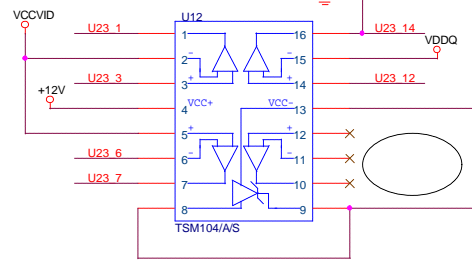 VCCVID
U12
U23_1
1
16
U23_14
2
-
-
15
VDDQ
U23_3
3
+
+
14
U23_12
+12V
4
VCC+
VCC-
13
5
+
+
12
U23_6
6
-
-
11
U23_7
7
10
8
9
TSM104/A/S